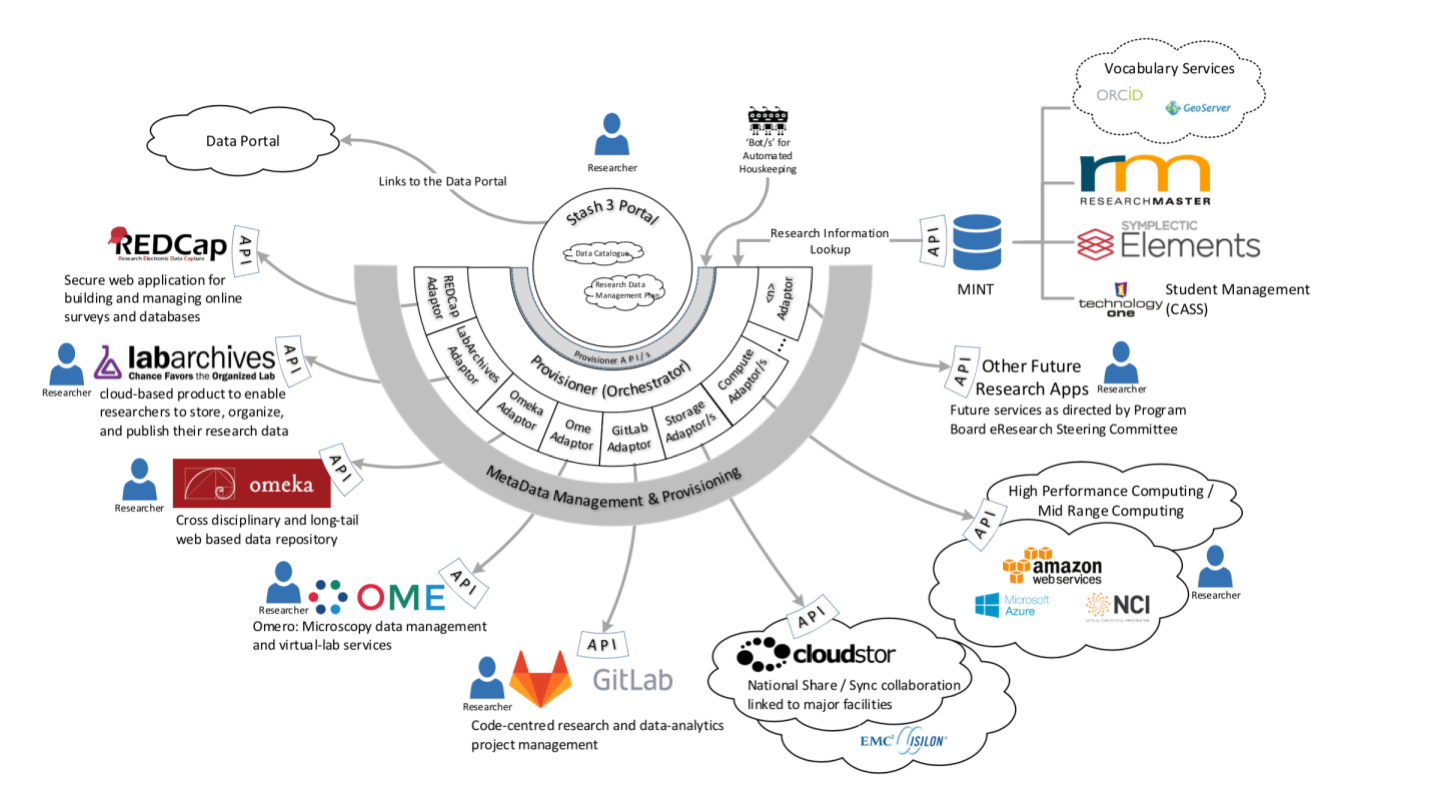 Vocabulary Services
ORCID
GeoServer
Data Portal
Researcher
'Bot/s' for
Automated
Houskeeping
Links to the Data Portal
rm
RESEARCHMASTER
Stash 3 Portal
Data Catalogue
Research Data
Management Plan
Research Information
Lookup
API
MINT
SYMPLECTIC
Elements
technology
one
Student Management
(CASS)
REDCap
Research Electronic Data Capture
API
Secure web application for
building and managing online
surveys and databases
REDCap
Adaptor
LabArchives
Adaptor
Omeka
Adaptor
Ome
Adaptor
GitLab
Adaptor
Storage
Adaptor/s
Compute
Adaptor/s
...
<n>
Adaptor
Provisioner A P I / s
Provisioner (Orchestrator)
MetaData Management & Provisioning
Researcher
labarchives
Chance Favors the Organized Lab
API
cloud-based product to enable
researchers to store, organize,
and publish their research data
API
Other Future
Research Apps
Researcher
Future services as directed by Program
Board eResearch Steering Committee
Researcher
omeka
API
Cross disciplinary and long-tail
web based data repository
High Performance Computing /
Mid Range Computing
API
amazon
webservices
Microsoft
Azure
NCI
Researcher
Researcher
OME
API
Omero: Microscopy data management
and virtual-lab services
Researcher
API
GitLab
Code-centred research and data-analytics
project management
API
cloudstor
National Share / Sync collaboration
linked to major facilities
EMC² ISILON